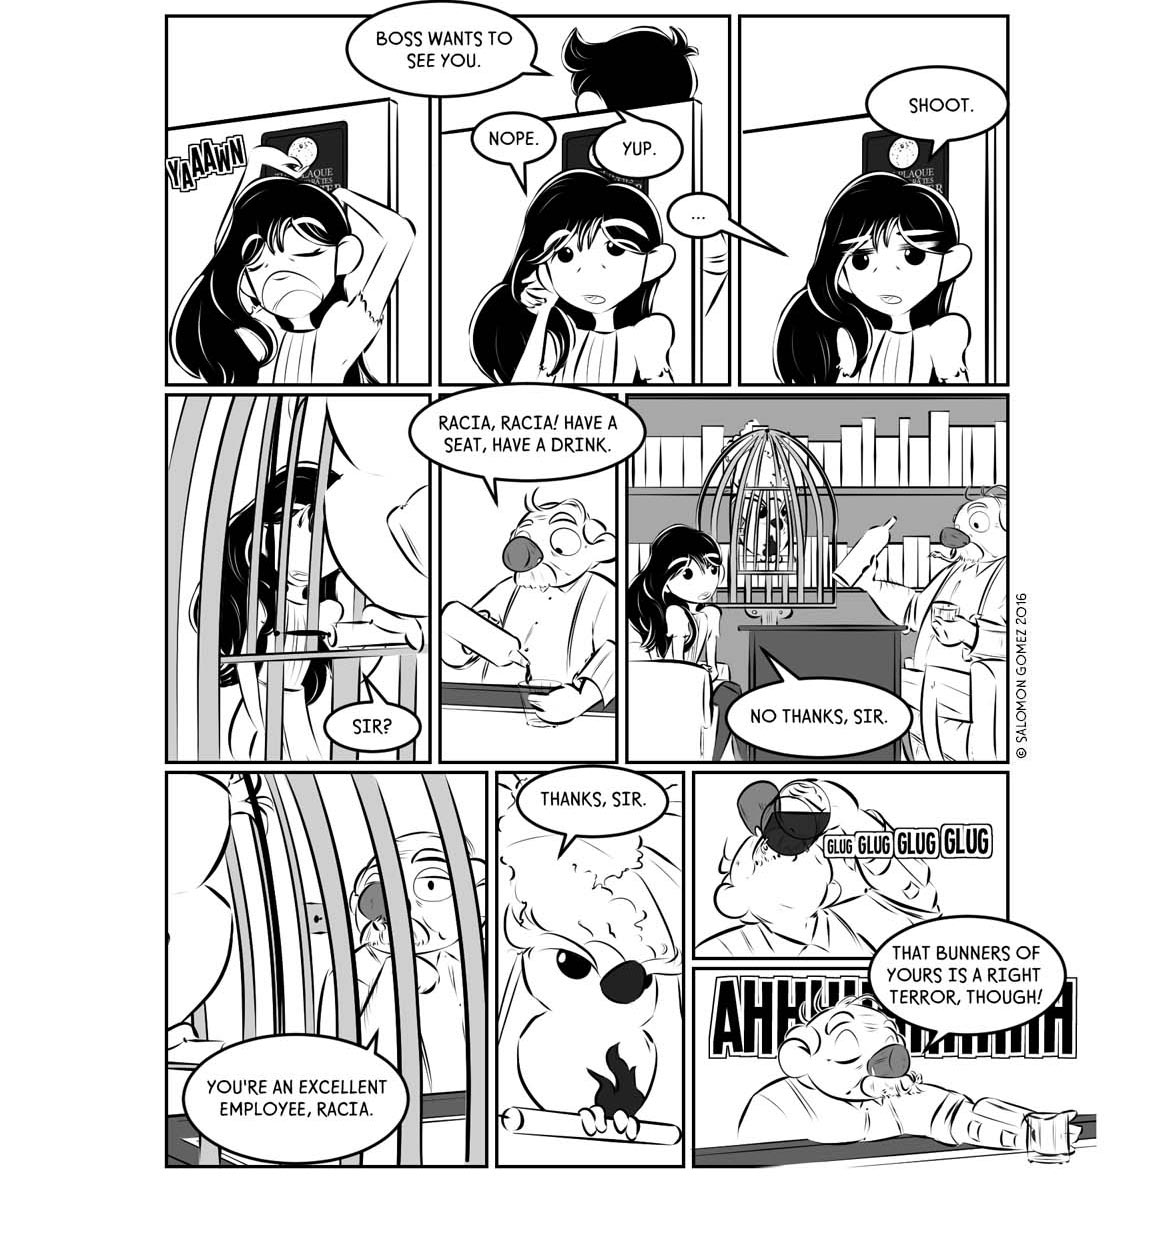 BOSS WANTS TO
SEE YOU.
YAAAWN
NOPE.
YUP.
...
SHOOT.
PLAQUE
PLAQUE
SIR?
RACIA, RACIA! HAVE A
SEAT, HAVE A DRINK.
NO THANKS, SIR.
© SALOMON GOMEZ 2016
YOU'RE AN EXCELLENT
EMPLOYEE, RACIA.
THANKS, SIR.
GLUG GLUG GLUG GLUG
THAT BUNNERS OF
YOURS IS A RIGHT
TERROR, THOUGH!